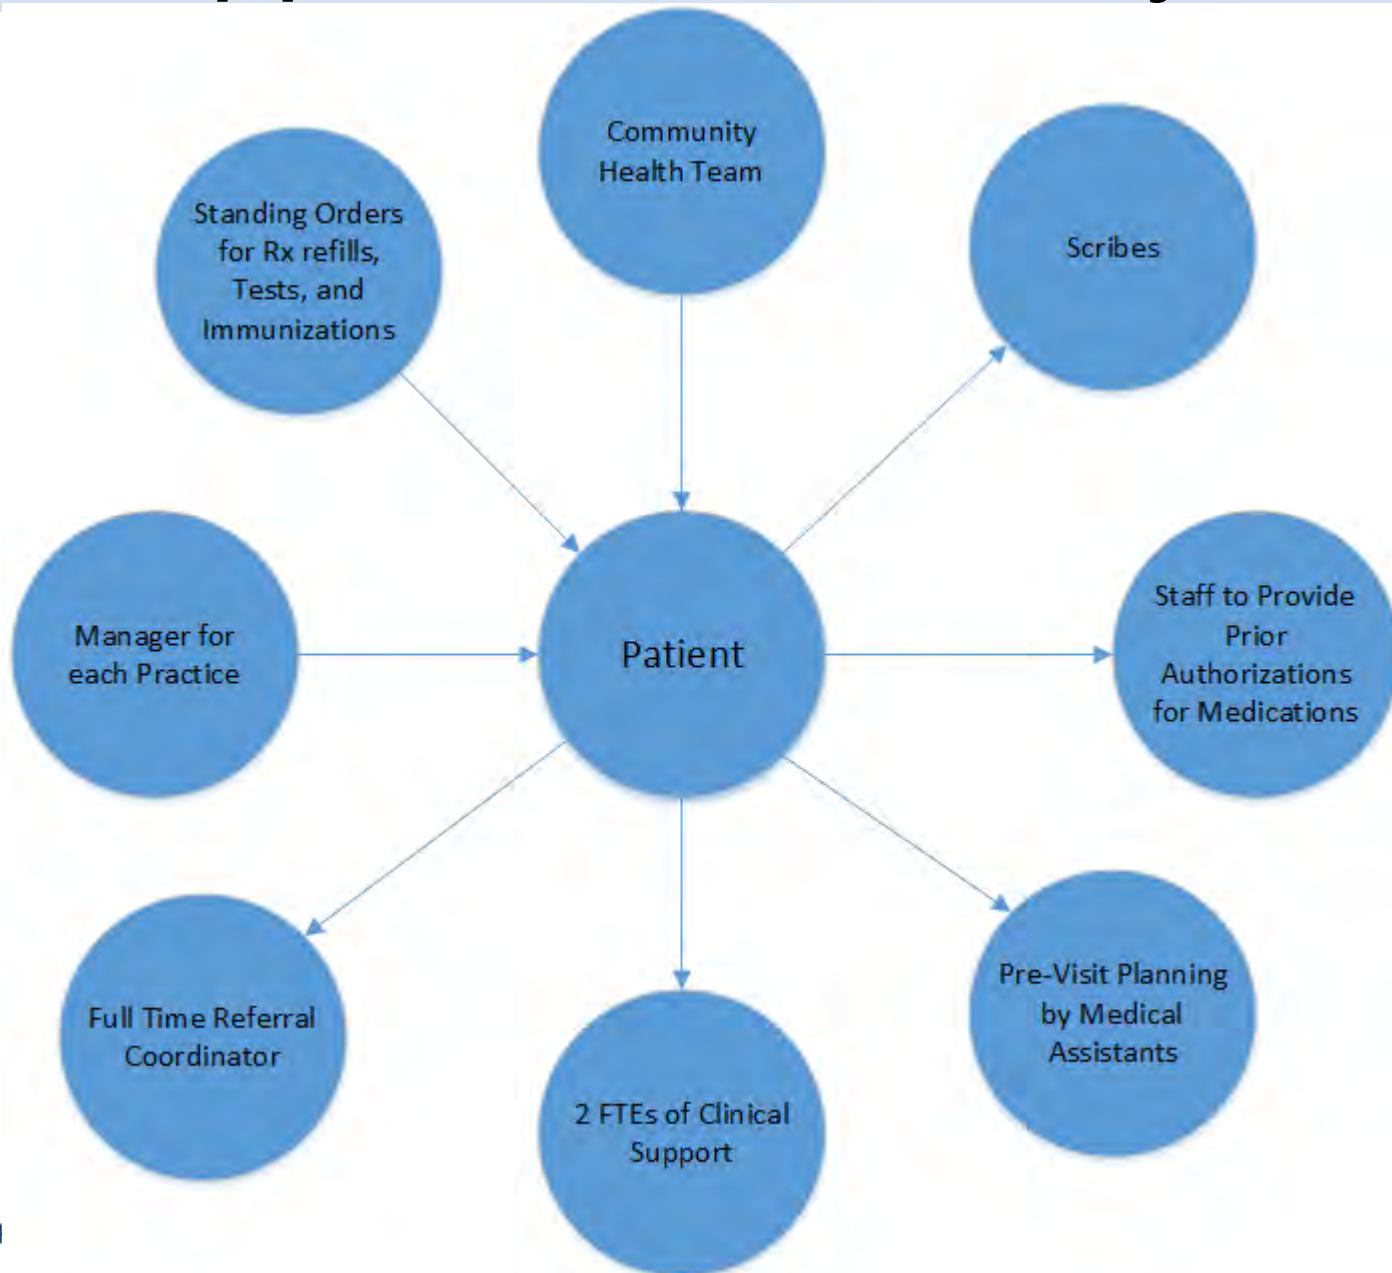 Community
Health Team
Standing Orders
for Rx refills,
Tests, and
Immunizations
Scribes
Manager for
each Practice
Patient
Staff to Provide
Prior
Authorizations
for Medications
Full Time Referral
Coordinator
2 FTEs of Clinical
Support
Pre-Visit Planning
by Medical
Assistants